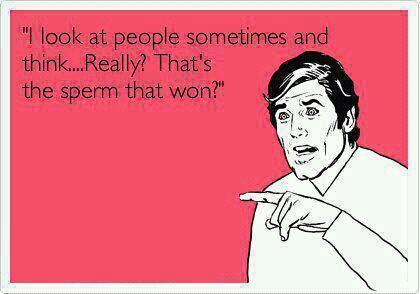 "I look at people sometimes and
think....Really? That's
the sperm that won?"